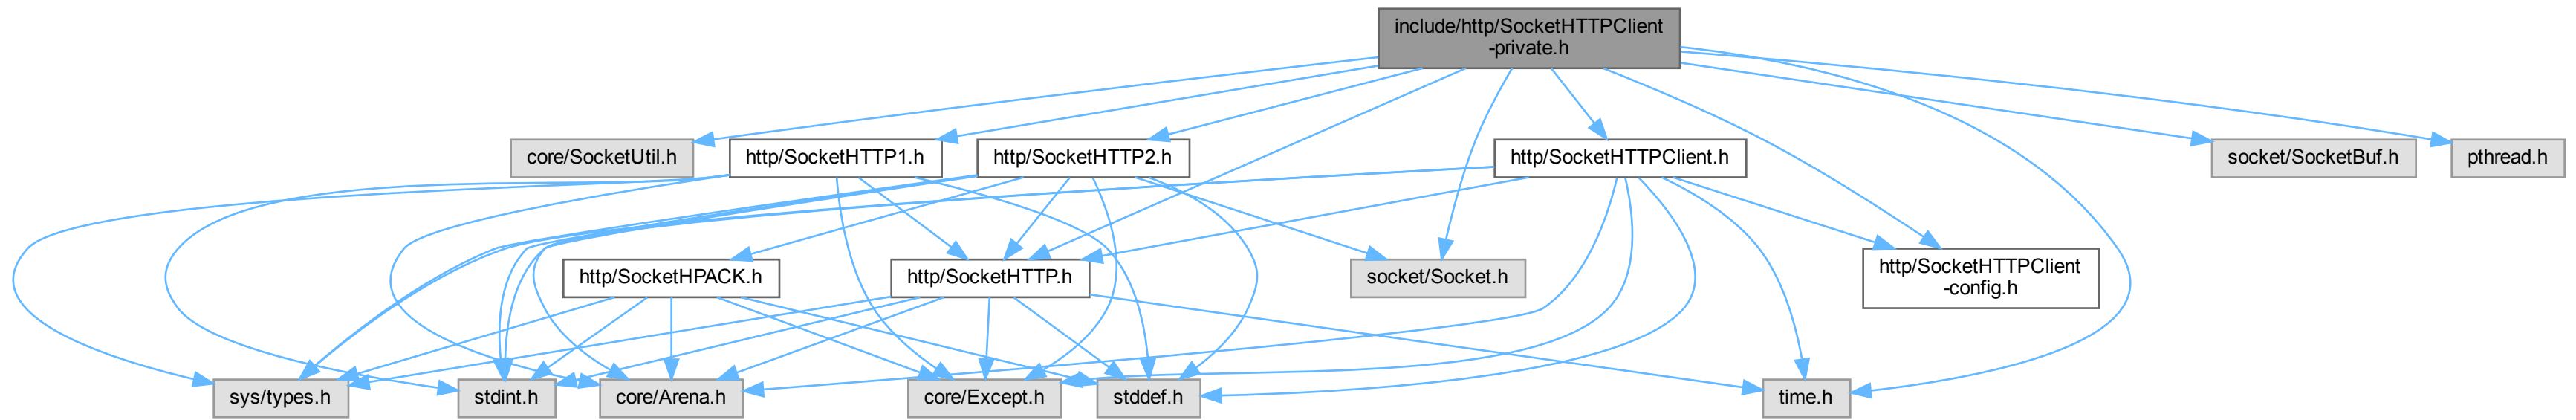 include/http/SocketHTTPClient
-private.h
core/SocketUtil.h
http/SocketHTTP1.h
http/SocketHTTP2.h
http/SocketHTTPClient.h
socket/SocketBuf.h
pthread.h
http/SocketHPACK.h
http/SocketHTTP.h
socket/Socket.h
http/SocketHTTPClient
-config.h
sys/types.h
stdint.h
core/Arena.h
core/Except.h
stddef.h
time.h